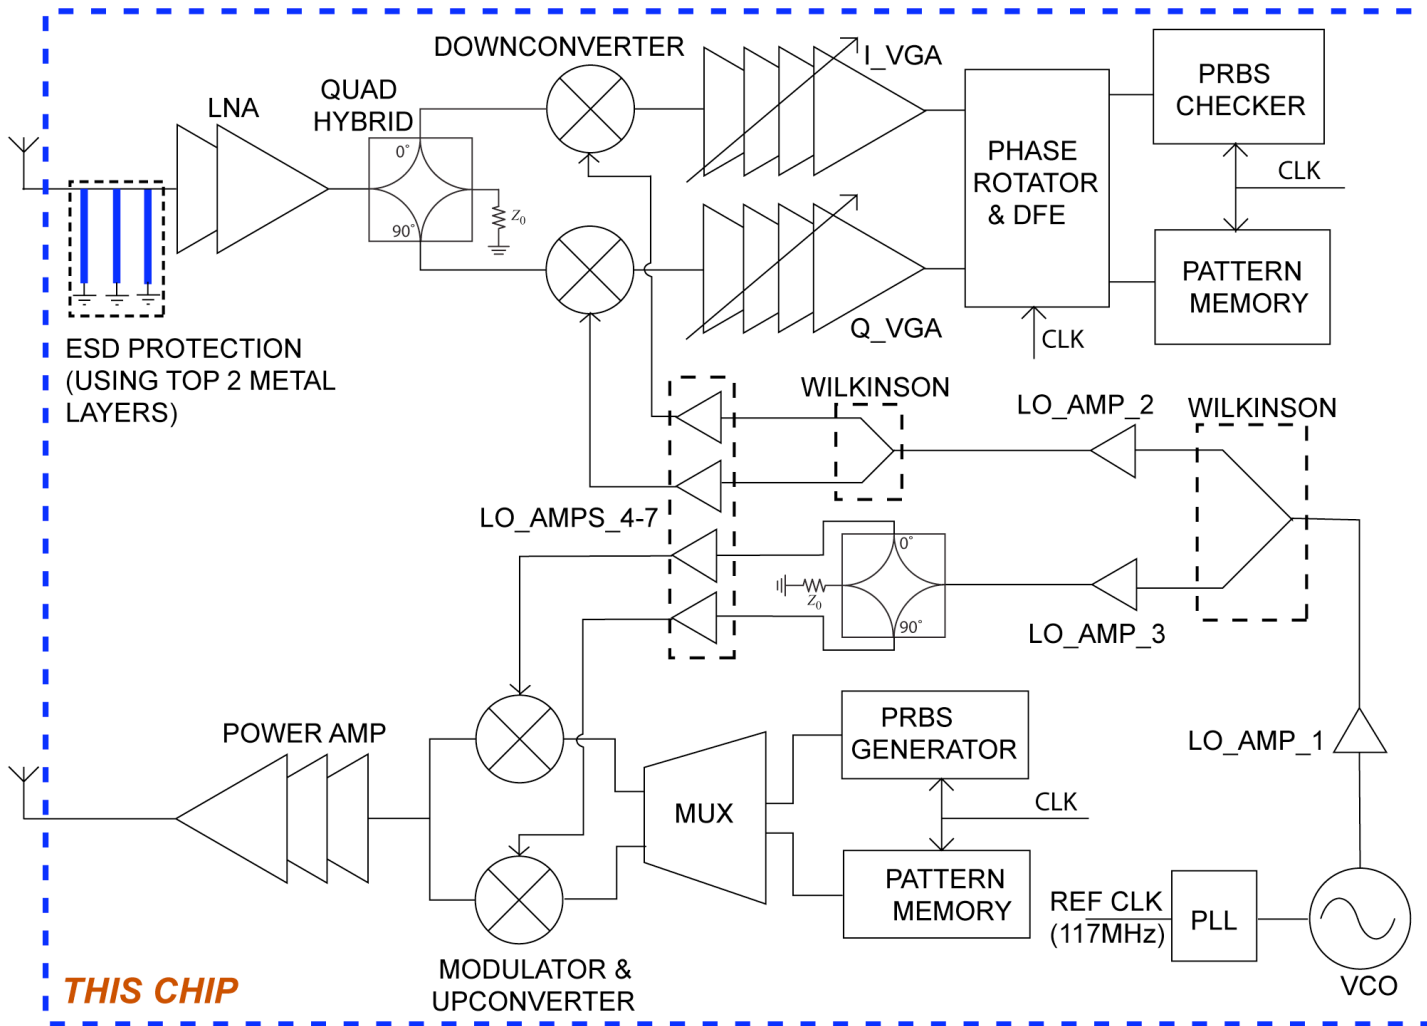 DOWNCONVERTER
I_VGA
PRBS
CHECKER
QUAD
HYBRID
LNA
0°
90°
Z0
PHASE
ROTATOR
& DFE
CLK
PATTERN
MEMORY
Q_VGA
CLK
ESD PROTECTION
(USING TOP 2 METAL
LAYERS)
WILKINSON
LO_AMP_2
WILKINSON
LO_AMPS_4-7
0°
Z0
90°
LO_AMP_3
POWER AMP
PRBS
GENERATOR
LO_AMP_1
MUX
CLK
PATTERN
MEMORY
REF CLK
(117MHz)
PLL
MODULATOR &
UPCONVERTER
VCO
THIS CHIP